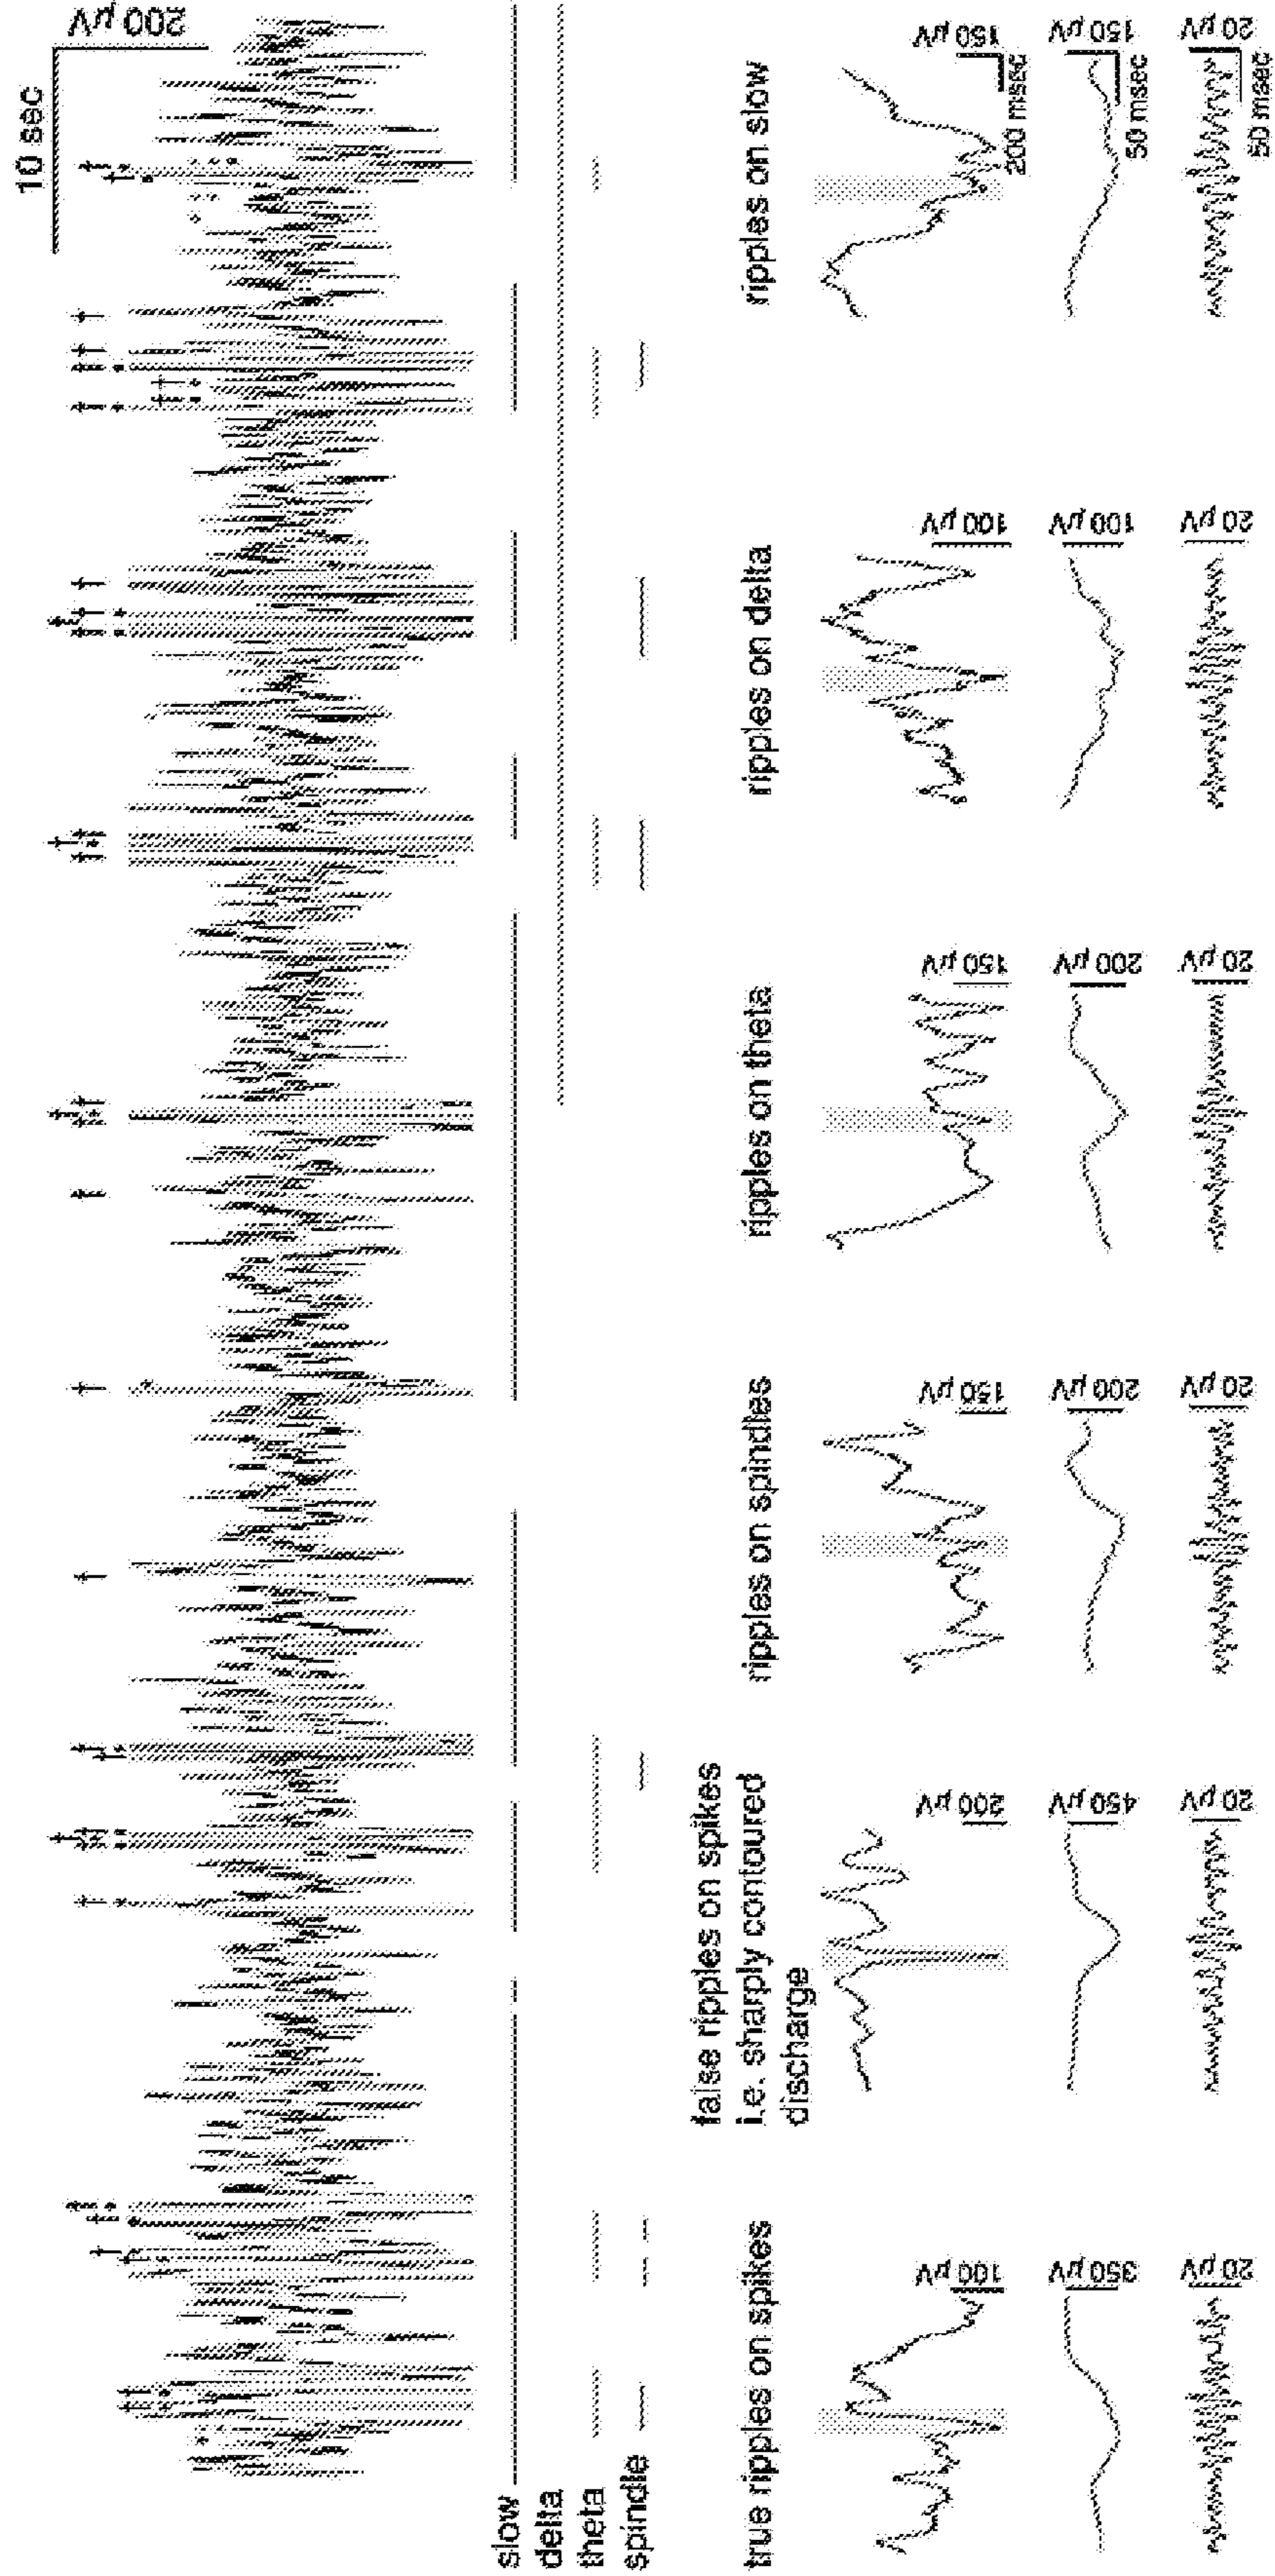 10 sec
200 µV
slow
delta
theta
spindle
true ripples on spikes
false ripples on spikes
i.e. sharply contoured
discharge
ripples on spindles
ripples on theta
ripples on delta
ripples on slow
100 µV
200 µV
150 µV
150 µV
100 µV
150 µV
200 msec
350 µV
450 µV
200 µV
200 µV
100 µV
150 µV
50 msec
20 µV
20 µV
20 µV
20 µV
20 µV
20 µV
50 msec